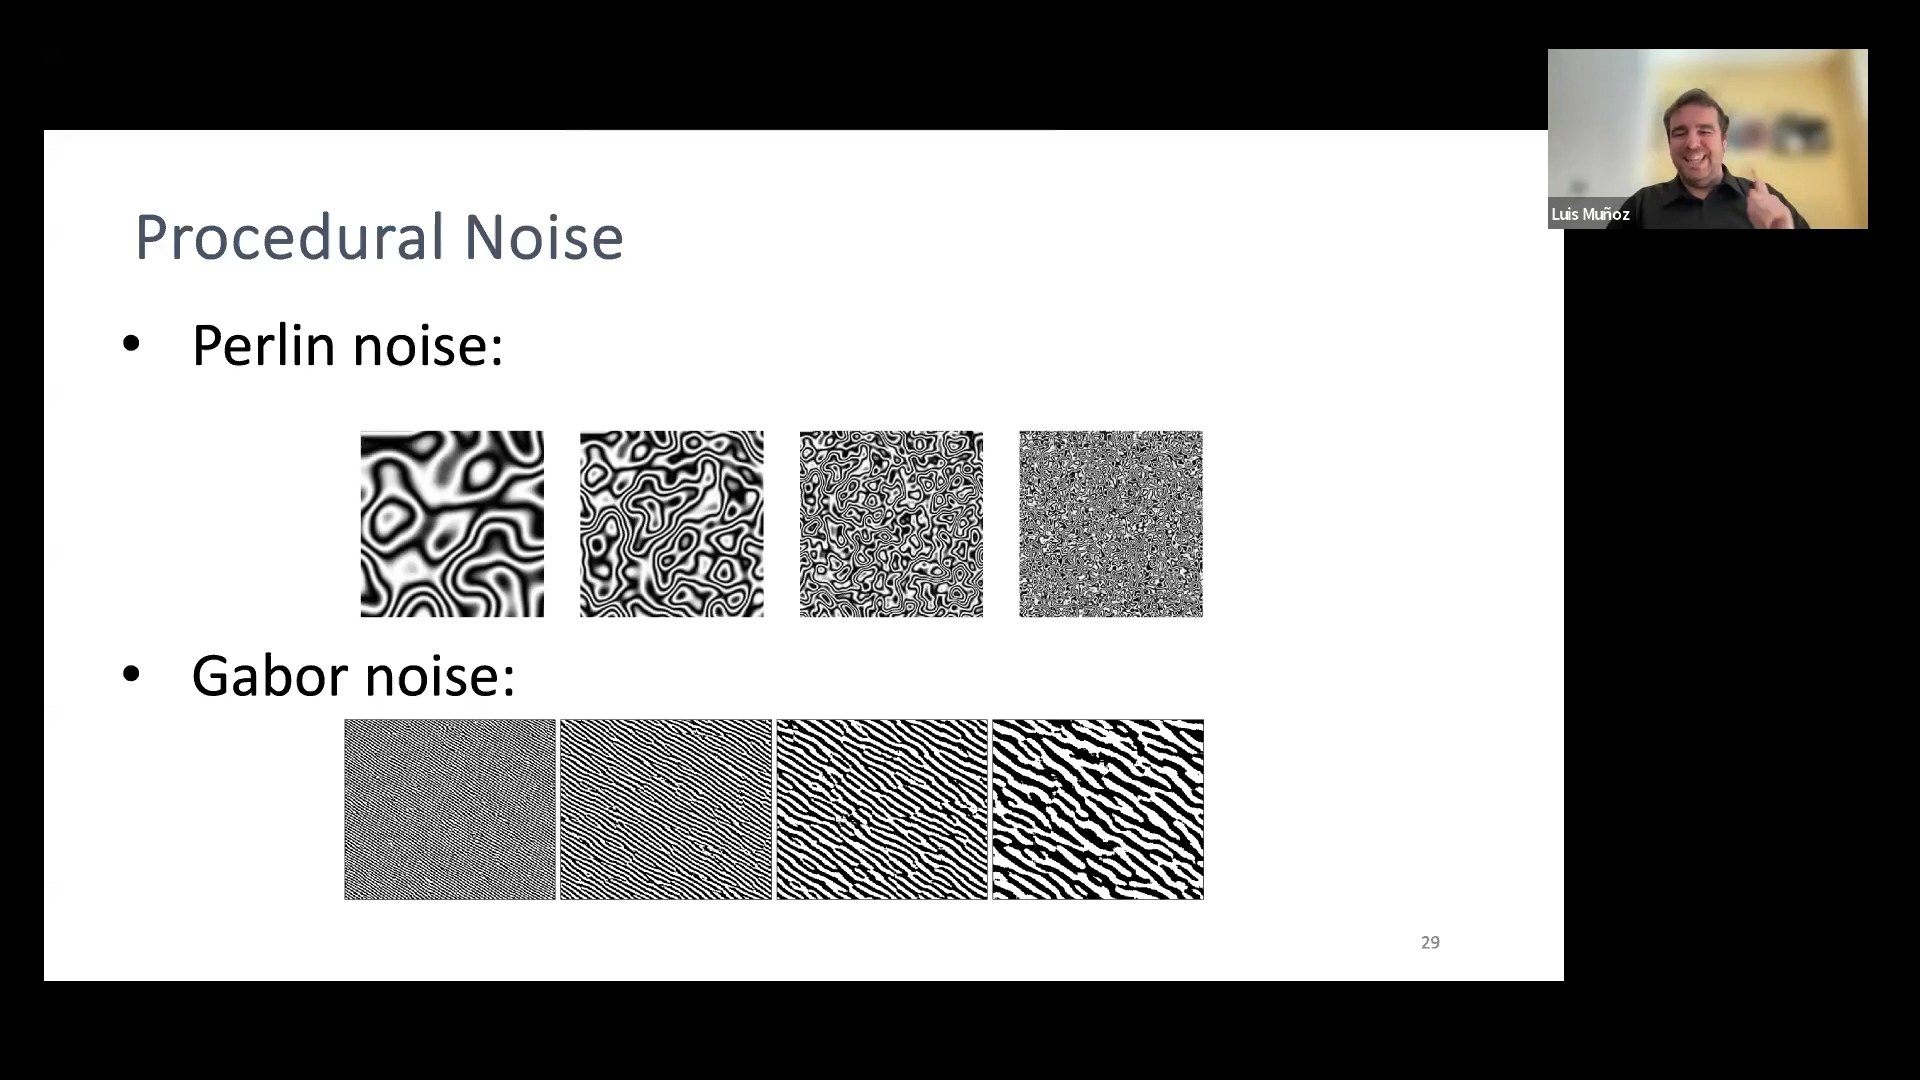 Luis Muñoz
Procedural Noise
• Perlin noise:
• Gabor noise:
29